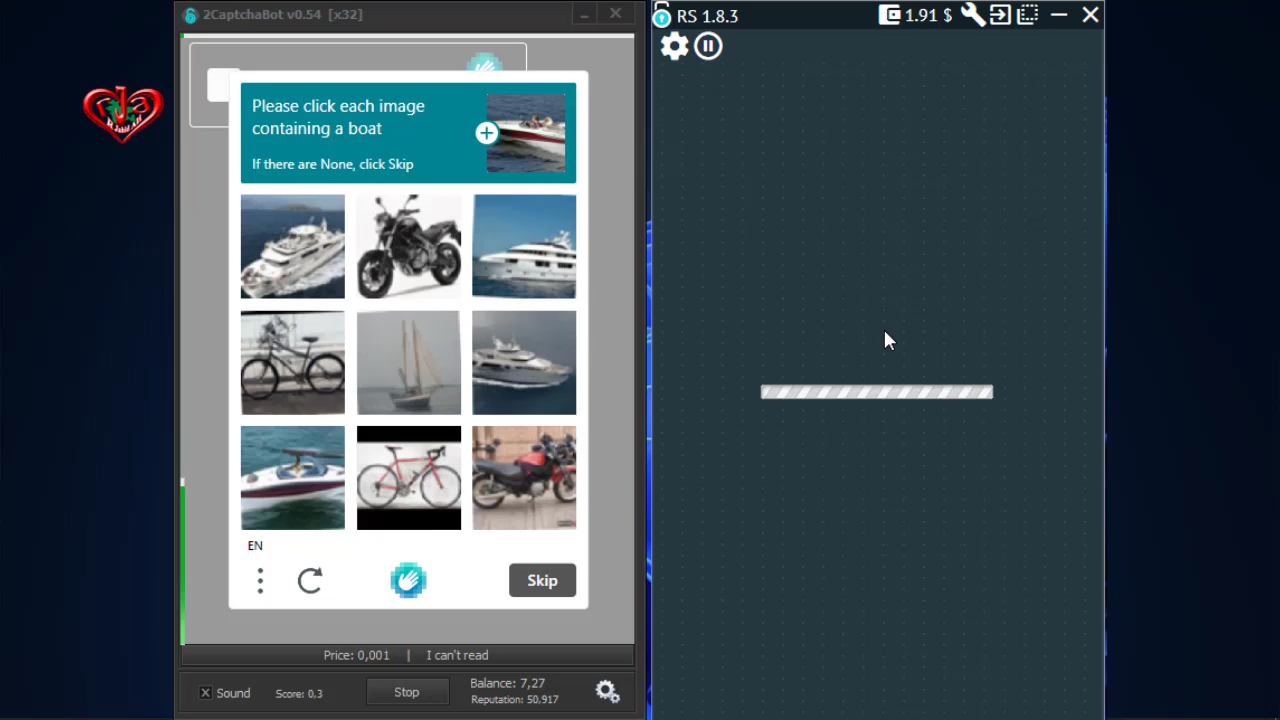 2CaptchaBot v0.54 [x32]
RS 1.8.3
1.91 $
rja
Please click each image
containing a boat
If there are None, click Skip
EN
Skip
Price: 0,001 | I can't read
Sound
Score: 0,3
Stop
Balance: 7,27
Reputation: 50,917